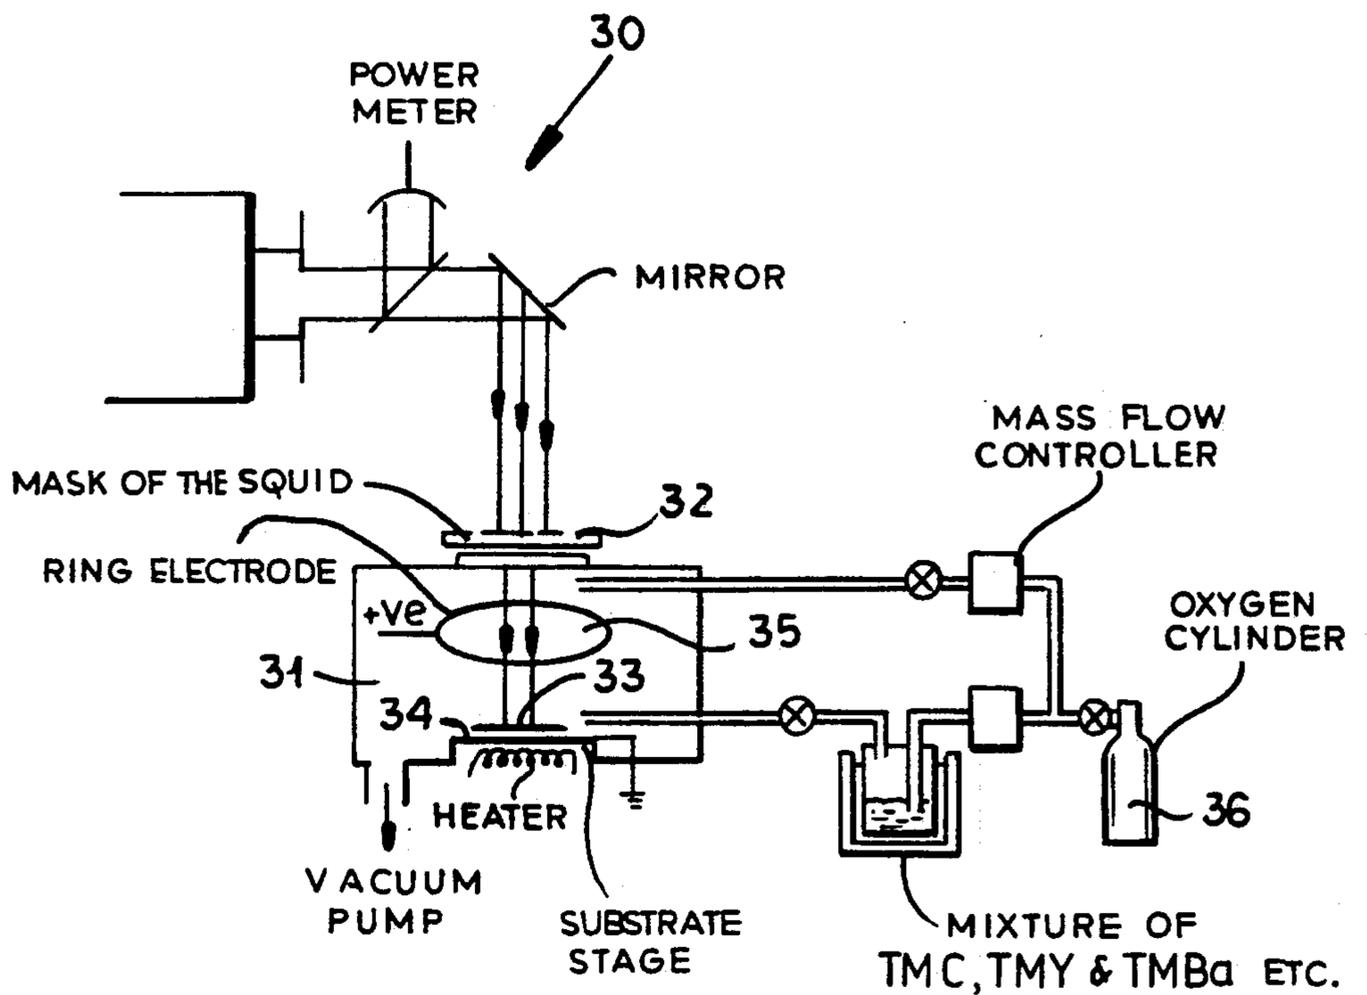 30
POWER
METER
MIRROR
MASS FLOW
CONTROLLER
MASK OF THE SQUID
32
RING ELECTRODE
+ve
35
OXYGEN
CYLINDER
31
33
34
HEATER
36
VACUUM
PUMP
SUBSTRATE
STAGE
MIXTURE OF
TMC, TMY & TMBa ETC.